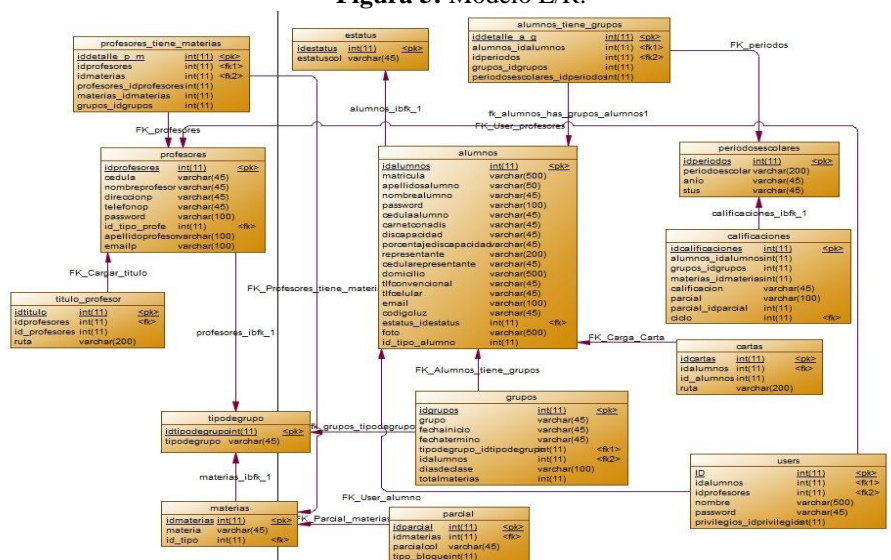 Figura 3: Modelo E/R.
profesores_tiene_materias
iddetalle_p_m int(11) <pk>
idprofesores int(11) <fk1>
idmaterias int(11) <fk2>
profesores_idprofesores int(11)
materias_idmaterias int(11)
grupos_idgrupos int(11)
estatus
idestatus int(11) <pk>
estatuscol varchar(45)
alumnos_tiene_grupos
iddetalle_a_g int(11) <pk>
alumnos_idalumnos int(11) <fk1>
idperiodos int(11) <fk2>
grupos_idgrupos int(11)
periodosescolares_idperiodos int(11)
FK_periodos
alumnos_ibfk_1
fk_alumnos_has_grupos_alumnos1
FK_User_profesores
FK_profesores
profesores
idprofesores int(11) <pk>
cedula varchar(45)
nombreprofesor varchar(45)
direccionp varchar(45)
telefonop varchar(45)
password varchar(100)
id_tipo_profe int(11) <fk>
apellidoprofesor varchar(100)
emailp varchar(100)
alumnos
idalumnos int(11) <pk>
matricula varchar(500)
apellidosalumno varchar(50)
nombrealumno varchar(45)
password varchar(100)
cedulaalumno varchar(45)
carnetconadis varchar(45)
discapacidad varchar(45)
porcentajediscapacidad varchar(45)
representante varchar(200)
cedularepresentante varchar(45)
domicilio varchar(500)
tlfconvencional varchar(45)
tlfcelular varchar(45)
email varchar(100)
codigoluz varchar(45)
estatus_idestatus int(11) <fk>
foto varchar(500)
id_tipo_alumno int(11)
periodosescolares
idperiodos int(11) <pk>
periodoescolar varchar(200)
anio varchar(45)
stus varchar(45)
calificaciones_ibfk_1
calificaciones
idcalificaciones int(11) <pk>
alumnos_idalumnos int(11)
grupos_idgrupos int(11)
materias_idmaterias int(11)
calificacion varchar(45)
parcial varchar(100)
parcial_idparcial int(11)
ciclo int(11) <fk>
FK_Cargar_titulo
FK_Profesores_tiene_materi
titulo_profesor
idtitulo int(11) <pk>
idprofesores int(11) <fk>
id_profesores int(11)
ruta varchar(200)
profesores_ibfk_1
FK_Carga_Carta
cartas
idcartas int(11) <pk>
idalumnos int(11) <fk>
id_alumnos int(11)
ruta varchar(200)
FK_Alumnos_tiene_grupos
grupos
idgrupos int(11) <pk>
grupo varchar(45)
fechainicio varchar(45)
fechatermino varchar(45)
tipodegrupo_idtipodegrupo int(11) <fk1>
idalumnos int(11) <fk2>
diasdeclase varchar(100)
totalmaterias int(11)
tipodegrupo
idtipodegrupo int(11) <pk>
tipodegrupo varchar(45)
fk_grupos_tipodegrupo
materias_ibfk_1
users
ID int(11) <pk>
idalumnos int(11) <fk1>
idprofesores int(11) <fk2>
nombre varchar(500)
password varchar(45)
privilegios_idprivilegios int(11)
FK_User_alumno
materias
idmaterias int(11) <pk>
materia varchar(45)
id_tipo int(11) <fk>
FK_Parcial_materias
parcial
idparcial int(11) <pk>
idmaterias int(11) <fk>
parcialcol varchar(45)
tipo_bloque int(11)